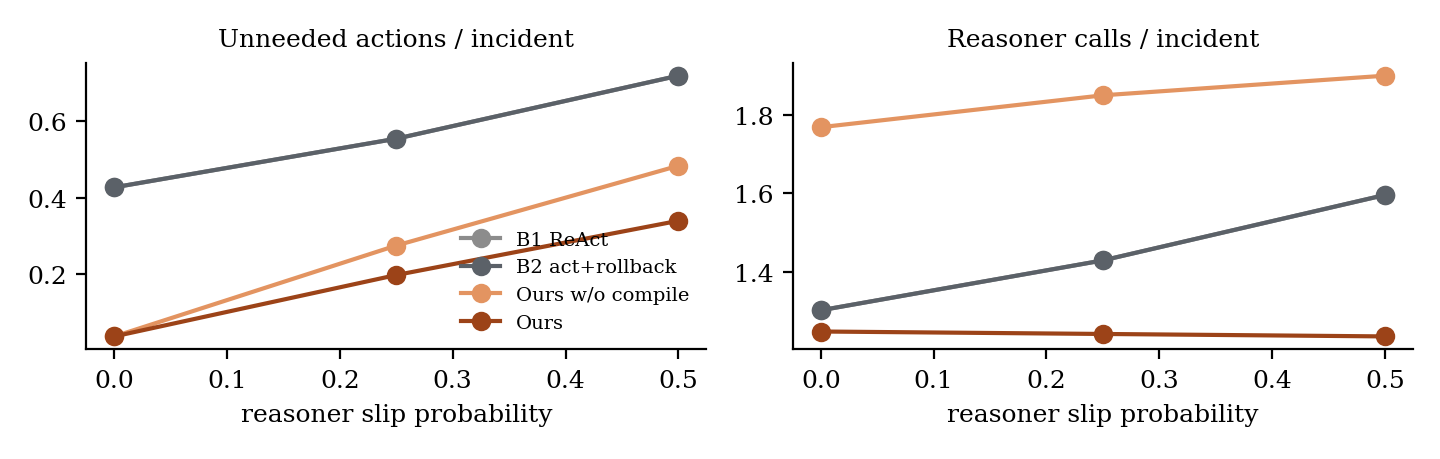 Unneeded actions / incident
0.6
0.4
0.2
B1 ReAct
B2 act+rollback
Ours w/o compile
Ours
0.0 0.1 0.2 0.3 0.4 0.5
reasoner slip probability
Reasoner calls / incident
1.8
1.6
1.4
0.0 0.1 0.2 0.3 0.4 0.5
reasoner slip probability